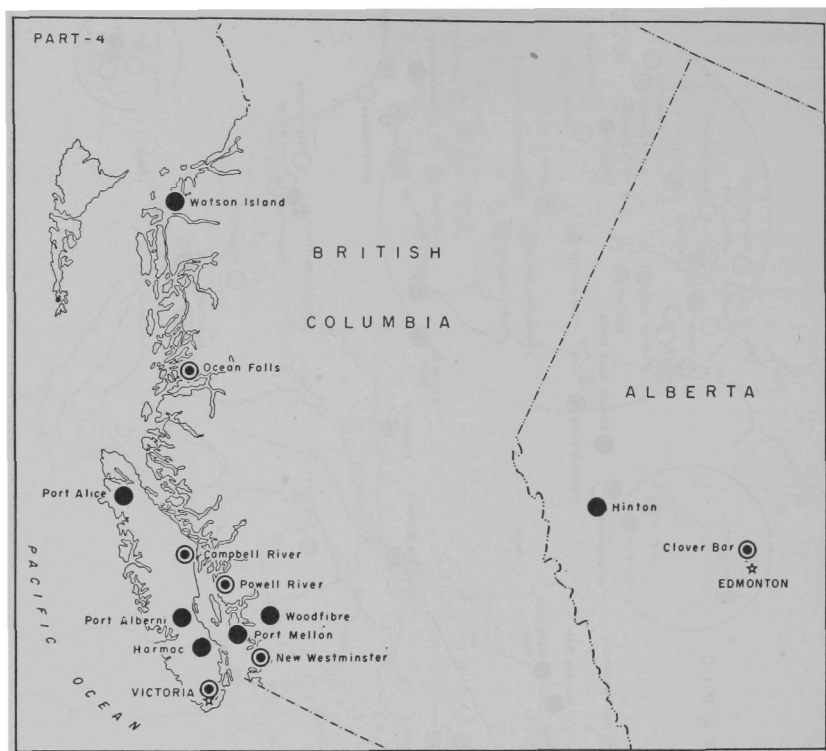 PART-4
Watson Island
BRITISH
COLUMBIA
Ocean Falls
ALBERTA
Port Alice
Hinton
Campbell River
Clover Bar
EDMONTON
Powell River
PACIFIC OCEAN
Port Alberni
Woodfibre
Port Mellon
Harmac
New Westminster
VICTORIA